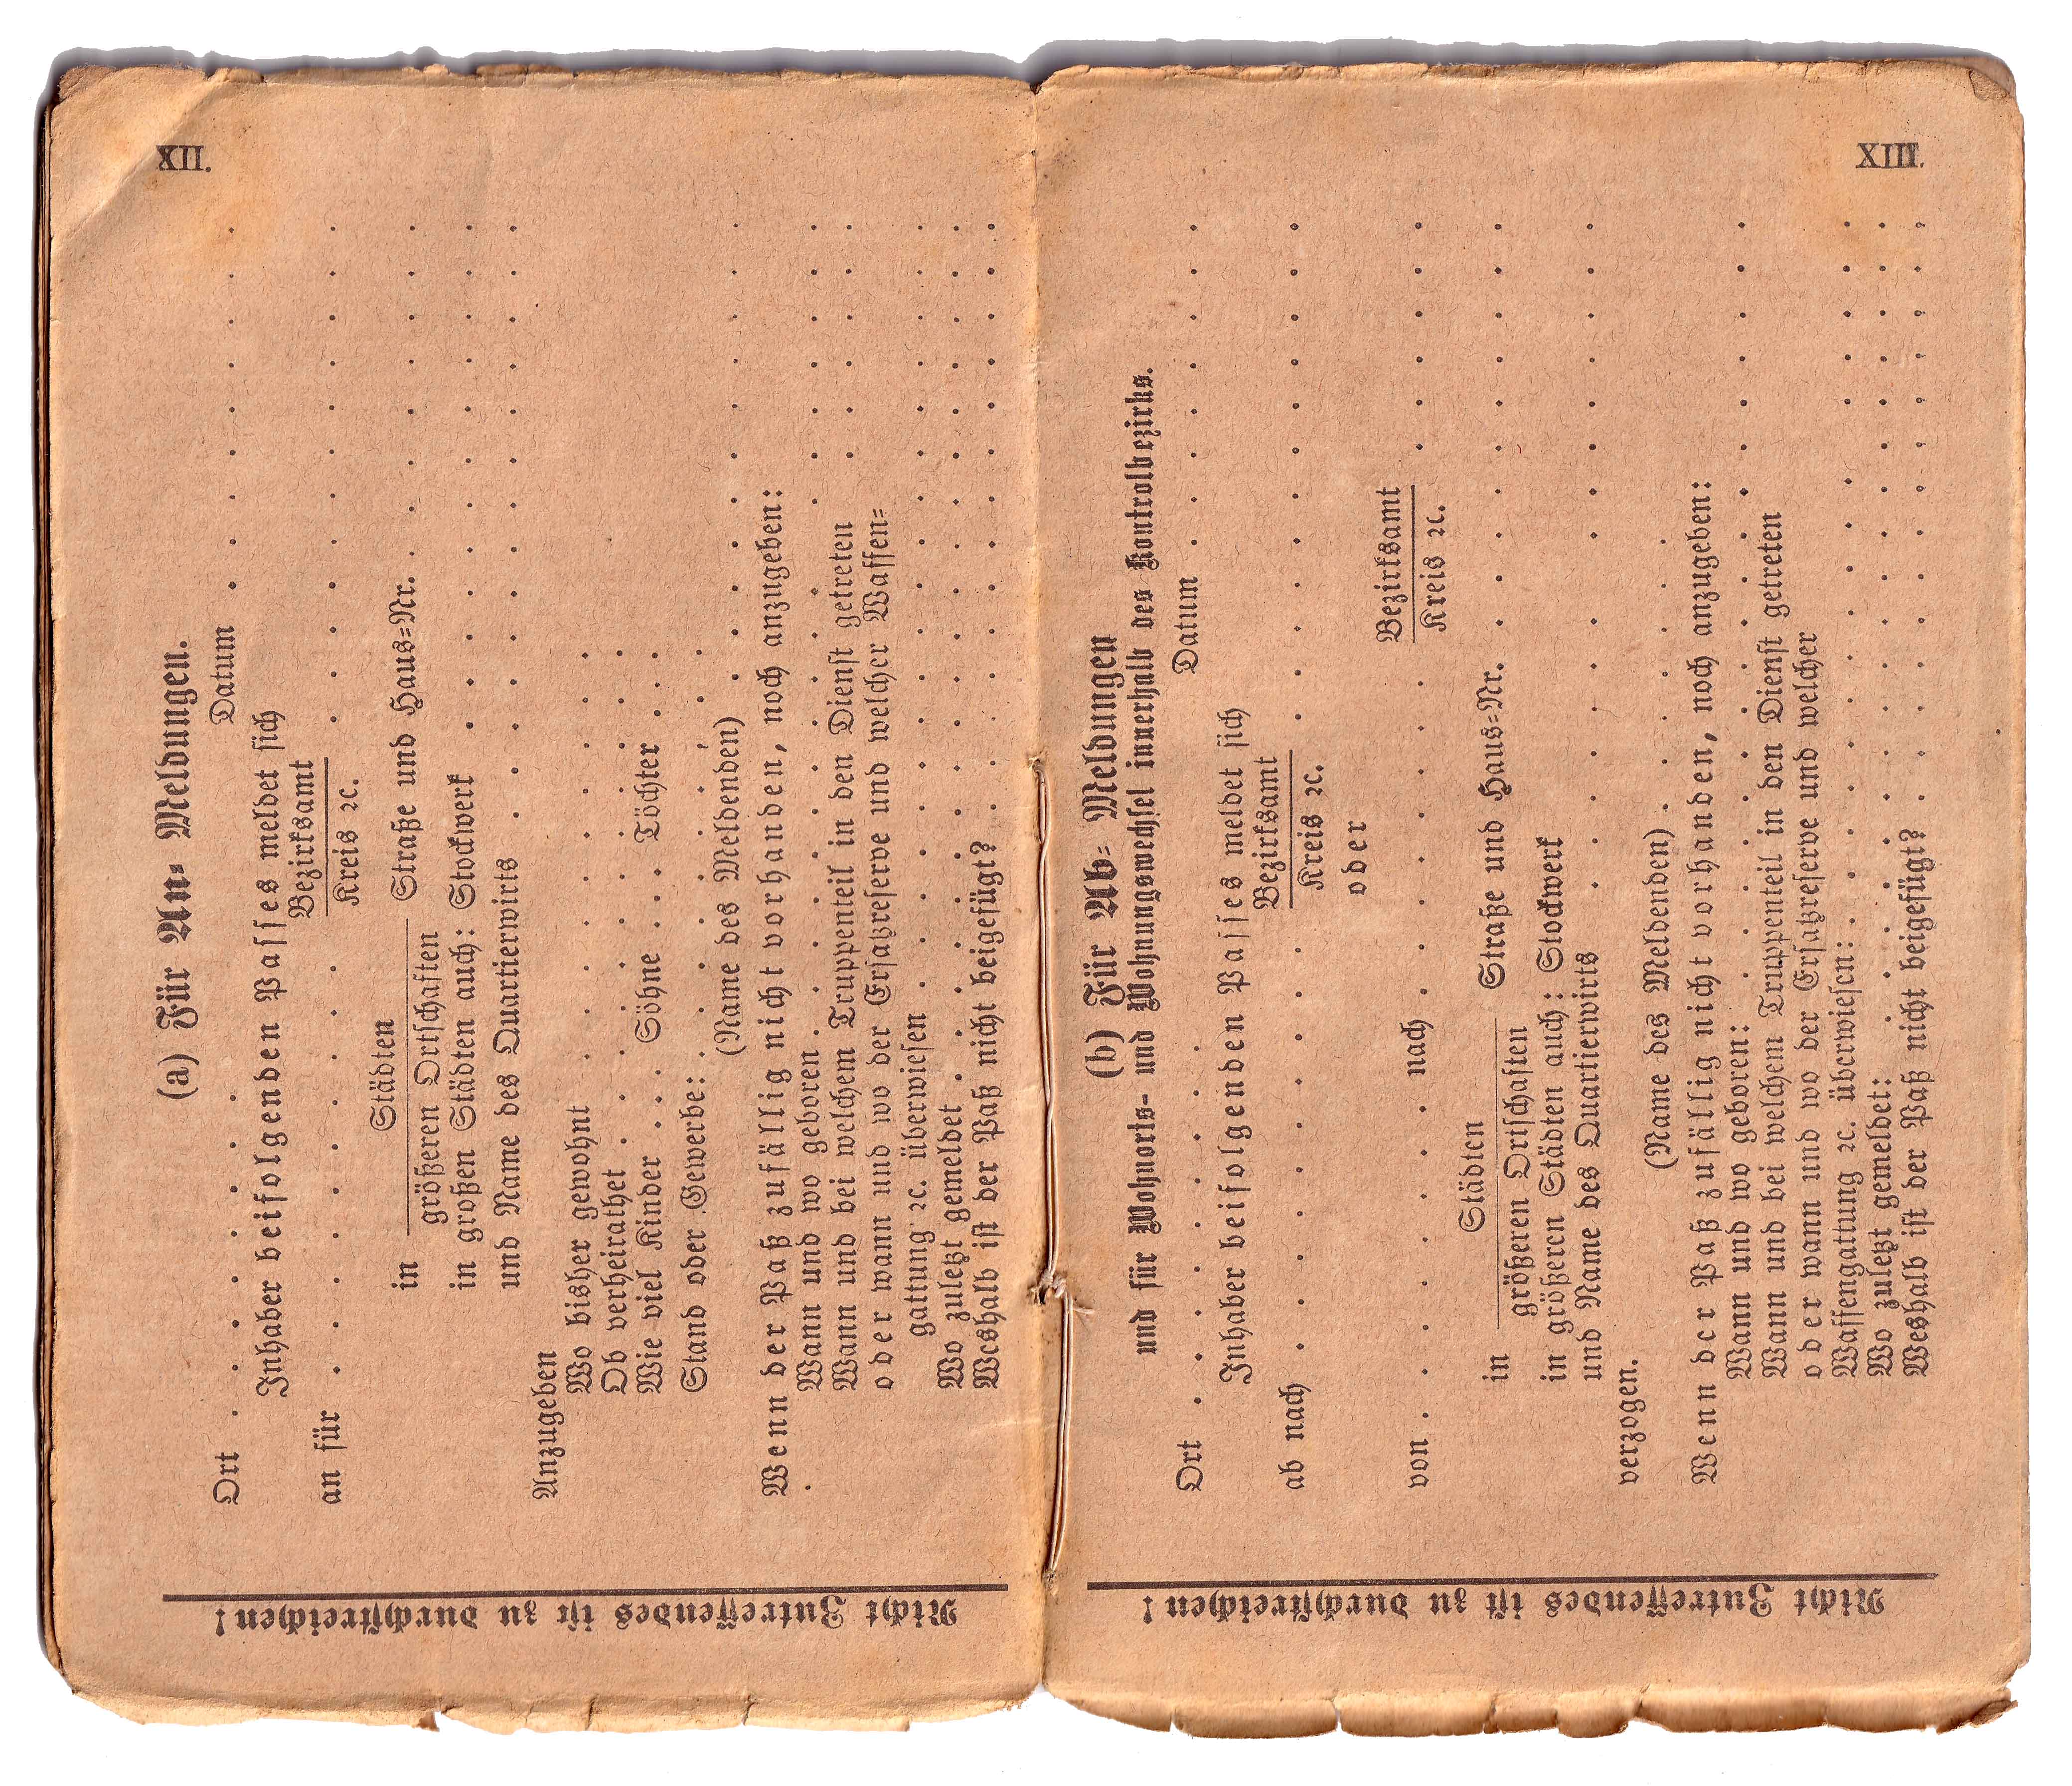 XII.
(a) Für An- Meldungen.
Ort . . . . . . . Datum . . . . . . . . .
Inhaber beifolgenden Passes meldet sich
an für . . . . . . . . . . Bezirksamt . . . . . . . . . . . .
Kreis ꝛc.
in Städten Straße und Haus-Nr. . . . . . . . . .
größeren Ortschaften
in großen Städten auch: Stockwerk . . . . . . . . . . . .
und Name des Quartierwirts . . . . . . . . . . . . . .
Anzugeben
Wo bisher gewohnt . . . . . . . . . .
Ob verheirathet . . . . . . . . . . . .
Wie viel Kinder . . . Söhne . . . Töchter . . .
Stand oder Gewerbe: . . . . . . . . . .
. . . . . . . . . . .
(Name des Meldenden)
Wenn der Paß zufällig nicht vorhanden, noch anzugeben:
Wann und wo geboren . . . . . . . . . . . . . . . . . . .
Wann und bei welchem Truppenteil in den Dienst getreten . . . . . .
oder wann und wo der Ersatzreserve und welcher Waffen-
gattung ꝛc. überwiesen . . . . . . . . . . . . . . . . . .
Wo zuletzt gemeldet . . . . . . . . . . . . . . . . . . . .
Weshalb ist der Paß nicht beigefügt? . . . . . . . . . . . . . .
Nicht Zutreffendes ist zu durchstreichen!
XIII.
(b) Für Ab- Meldungen
und für Wohnorts- und Wohnungswechsel innerhalb des Kontrolbezirks.
Ort . . . . . . . . . Datum . . . . . . . .
Inhaber beifolgenden Passes meldet sich
ab nach . . . . . . . . . . Bezirksamt . . . . . . . . . . . .
Kreis ꝛc.
oder
von . . . . . . . nach . . . . . . . . Bezirksamt . . . . . .
Kreis ꝛc.
in Städten Straße und Haus-Nr. . . . . . . . . . . .
größeren Ortschaften
in größeren Städten auch: Stockwerk
und Name des Quartierwirts . . . . . . . . . . . . . . . .
verzogen.
. . . . . . .
(Name des Meldenden)
Wenn der Paß zufällig nicht vorhanden, noch anzugeben:
Wann und wo geboren: . . . . . . . . . . . . . . . . . .
Wann und bei welchem Truppenteil in den Dienst getreten
oder wann und wo der Ersatzreserve und welcher
Waffengattung ꝛc. überwiesen: . . . . . . . . . . . . . . . .
Wo zuletzt gemeldet: . . . . . . . . . . . . . . . . . . .
Weshalb ist der Paß nicht beigefügt? . . . . . . . . . . . . . .
Nicht Zutreffendes ist zu durchstreichen!